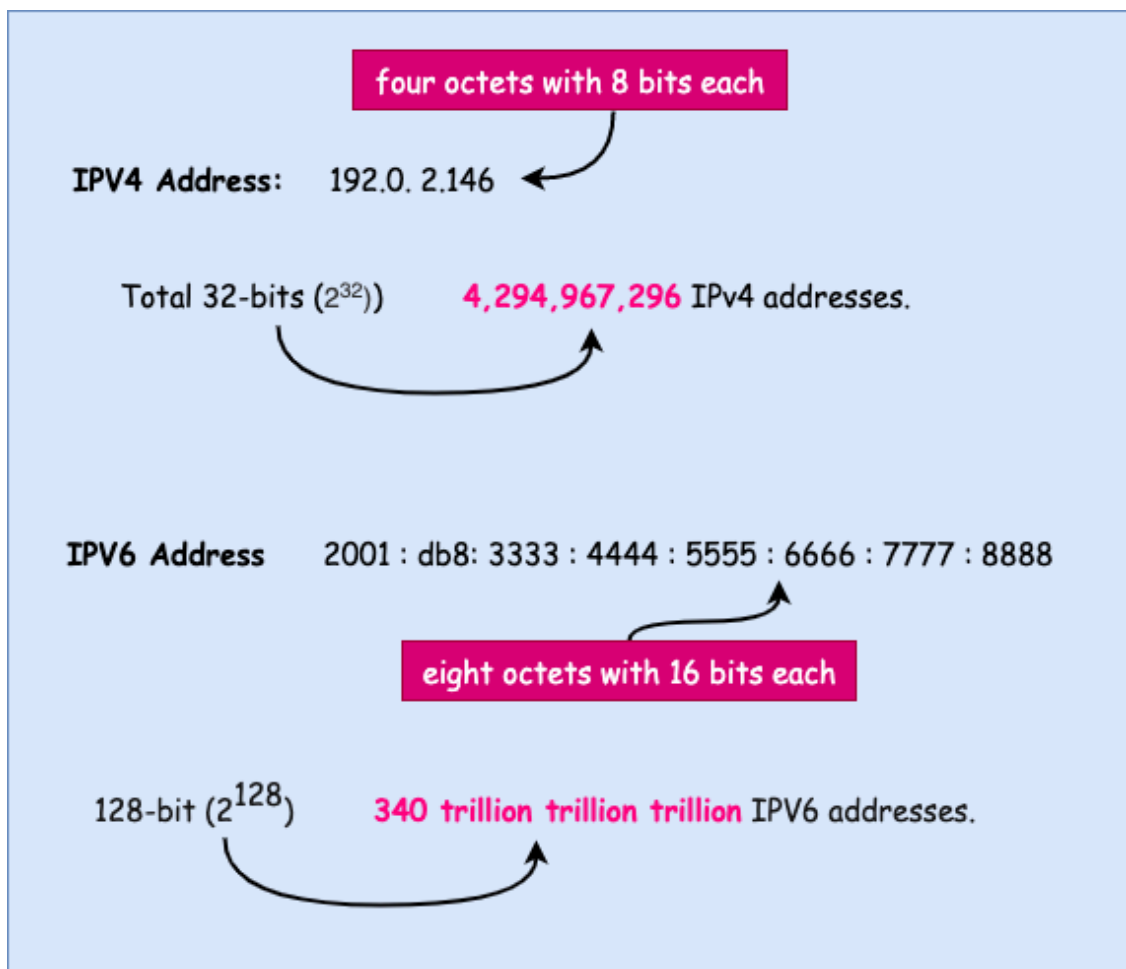 four octets with 8 bits each
IPV4 Address: 192.0. 2.146
Total 32-bits (2³²)) 4,294,967,296 IPv4 addresses.
IPV6 Address 2001 : db8: 3333 : 4444 : 5555 : 6666 : 7777 : 8888
eight octets with 16 bits each
128-bit (2¹²⁸) 340 trillion trillion trillion IPV6 addresses.